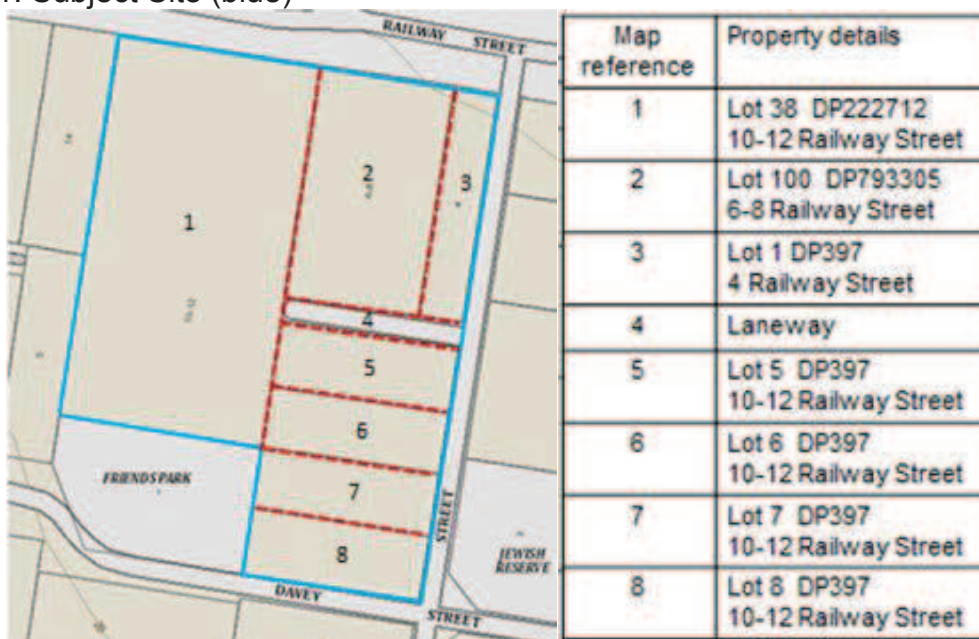 Subject Site (blue)
RAILWAY STREET
1
2
3
4
5
6
7
8
FRIENDS PARK
STREET
JEWISH
RESERVE
DAVEY
STREET
Map reference Property details
1 Lot 38 DP222712
10-12 Railway Street
2 Lot 100 DP793305
6-8 Railway Street
3 Lot 1 DP397
4 Railway Street
4 Laneway
5 Lot 5 DP397
10-12 Railway Street
6 Lot 6 DP397
10-12 Railway Street
7 Lot 7 DP397
10-12 Railway Street
8 Lot 8 DP397
10-12 Railway Street